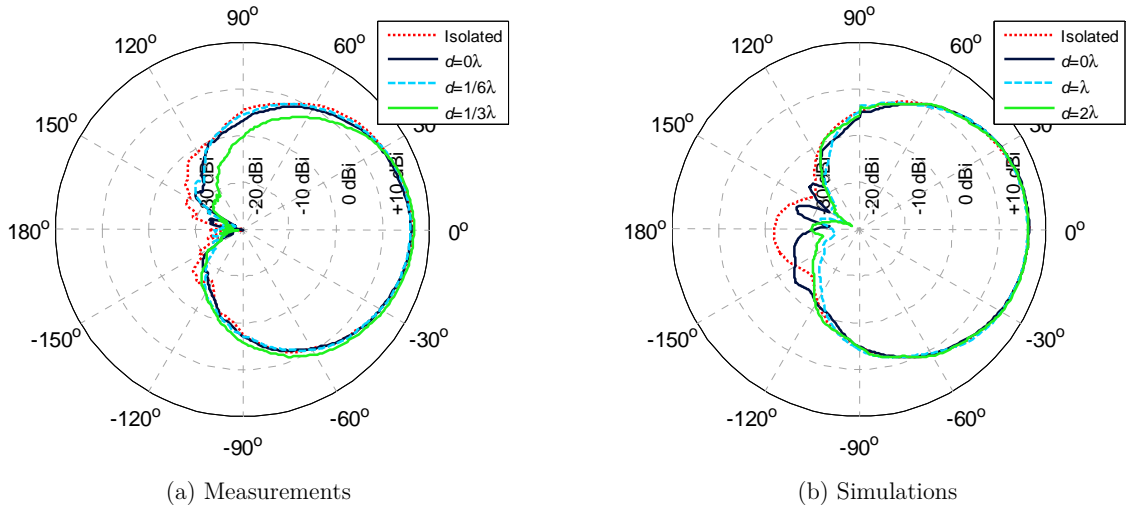 90°
120°
60°
150°
30
180°
0°
-150°
-30°
-120°
-60°
-90°
30 dBi
-20 dBi
-10 dBi
0 dBi
+10 dBi
Isolated
d=0λ
d=1/6λ
d=1/3λ
(a) Measurements
90°
120°
60°
150°
30
180°
0°
-150°
-30°
-120°
-60°
-90°
dBi
-20 dBi
-10 dBi
0 dBi
+10 dBi
Isolated
d=0λ
d=λ
d=2λ
(b) Simulations